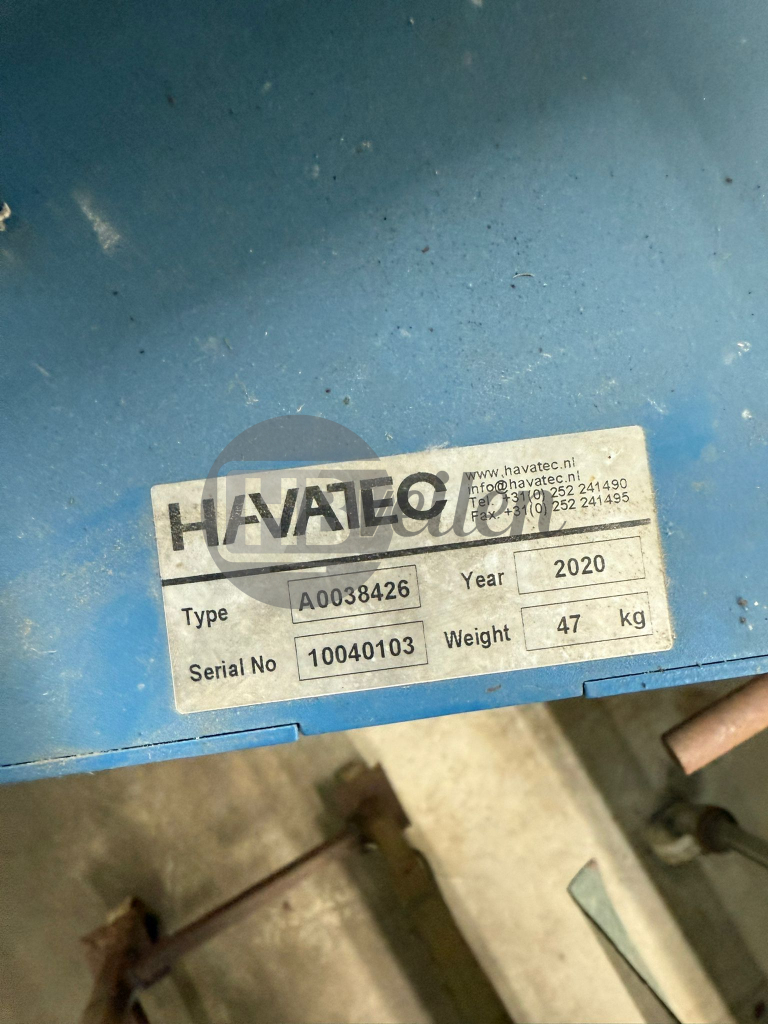 HAVATEC
www.havatec.nl
info@havatec.nl
Tel: +31(0) 252 241490
Fax: +31(0) 252 241495
Type A0038426 Year 2020
Serial No 10040103 Weight 47 kg